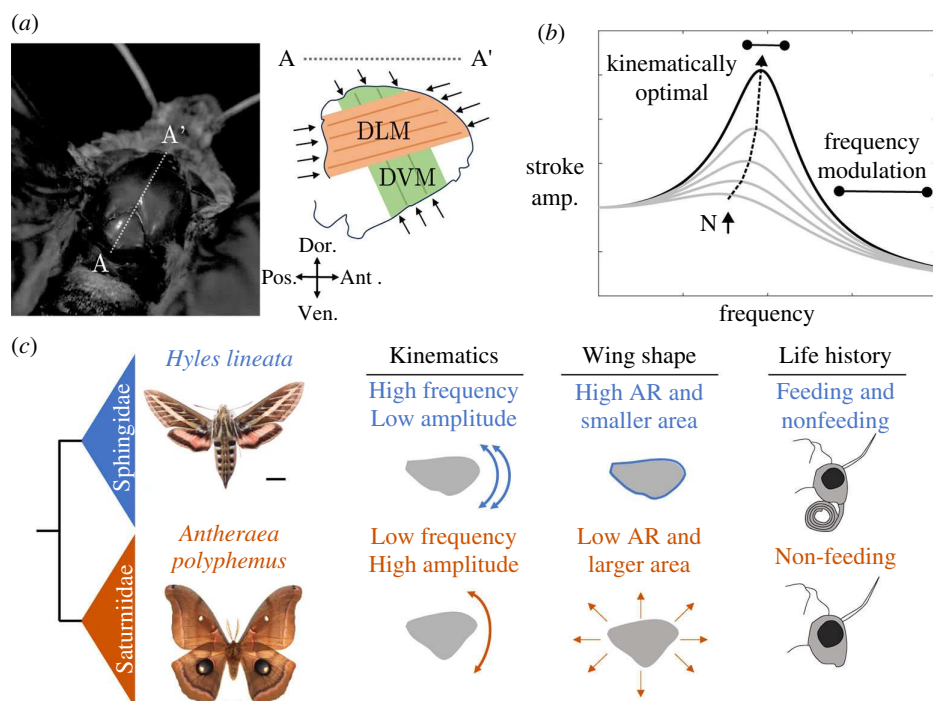 (a)
A
A'
A'
A
DLM
DVM
Dor.
Pos.
Ant .
Ven.
(b)
kinematically
optimal
frequency
modulation
stroke
amp.
N
frequency
(c)
Sphingidae
Hyles lineata
Saturniidae
Antheraea
polyphemus
Kinematics
High frequency
Low amplitude
Low frequency
High amplitude
Wing shape
High AR and
smaller area
Low AR and
larger area
Life history
Feeding and
nonfeeding
Non-feeding